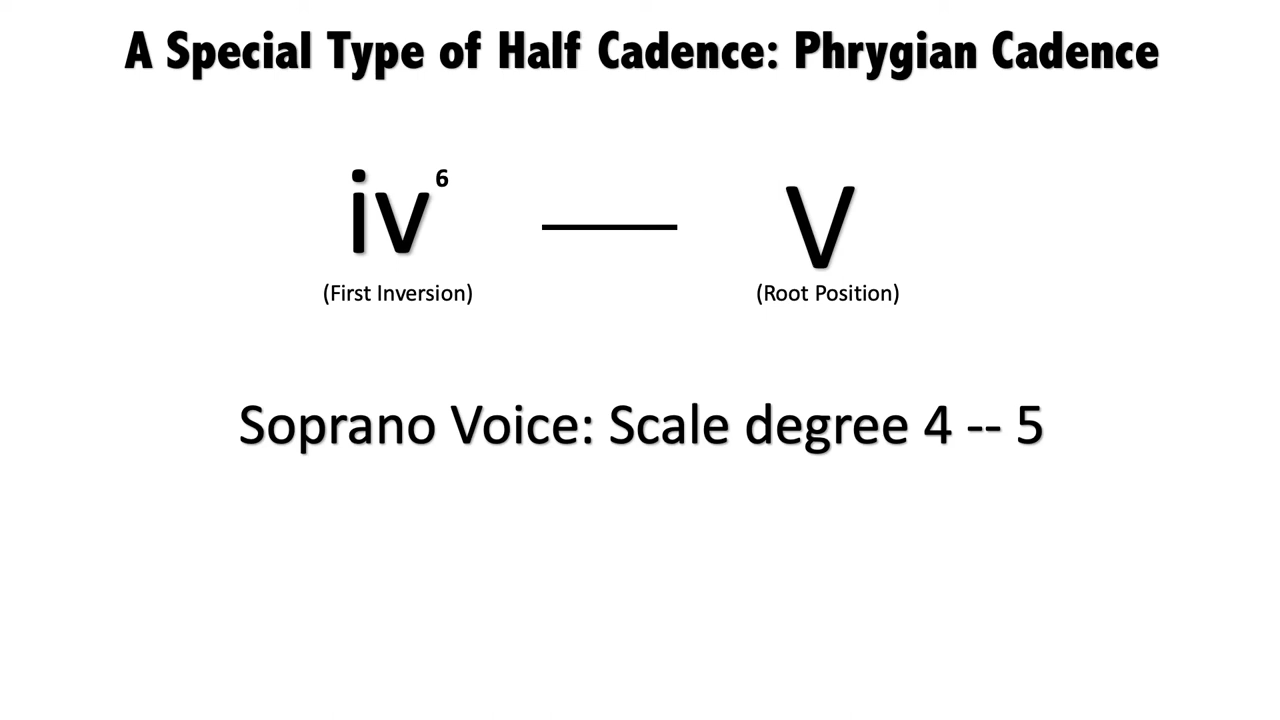 A Special Type of Half Cadence: Phrygian Cadence
iv⁶ — V
(First Inversion) (Root Position)
Soprano Voice: Scale degree 4 -- 5